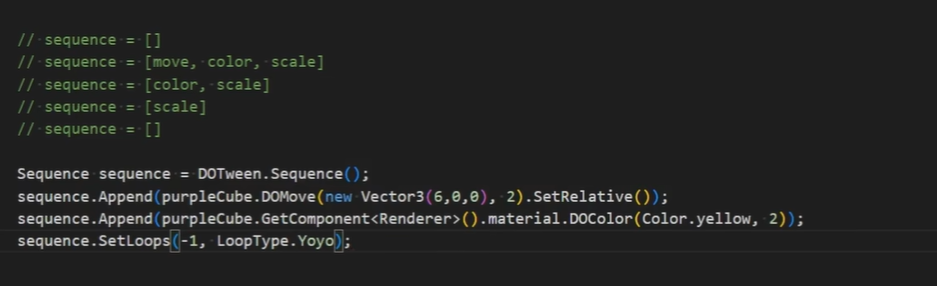 // sequence = []
// sequence = [move, color, scale]
// sequence = [color, scale]
// sequence = [scale]
// sequence = []
Sequence sequence = DOTween.Sequence();
sequence.Append(purpleCube.DOMove(new Vector3(6,0,0), 2).SetRelative());
sequence.Append(purpleCube.GetComponent<Renderer>().material.DOColor(Color.yellow, 2));
sequence.SetLoops(-1, LoopType.Yoyo);